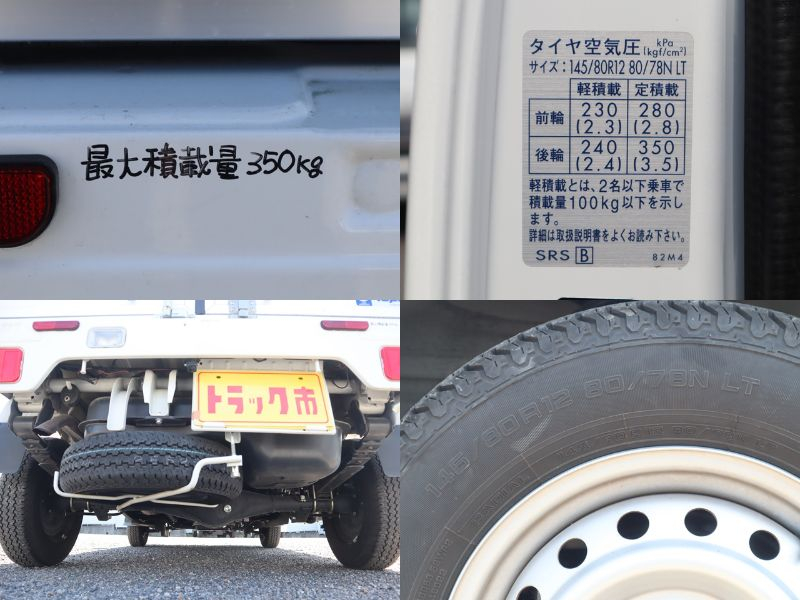 最大積載量 350kg
タイヤ空気圧 kPa (kgf/cm²)
サイズ：145/80R12 80/78N LT
軽積載 定積載
前輪 230 (2.3) 280 (2.8)
後輪 240 (2.4) 350 (3.5)
軽積載とは、2名以下乗車で
積載量100kg以下を示し
ます。
詳細は取扱説明書をよくお読み下さい。
SRS B 82M4
トラック市
145/80R12 80/78N LT
RADIAL